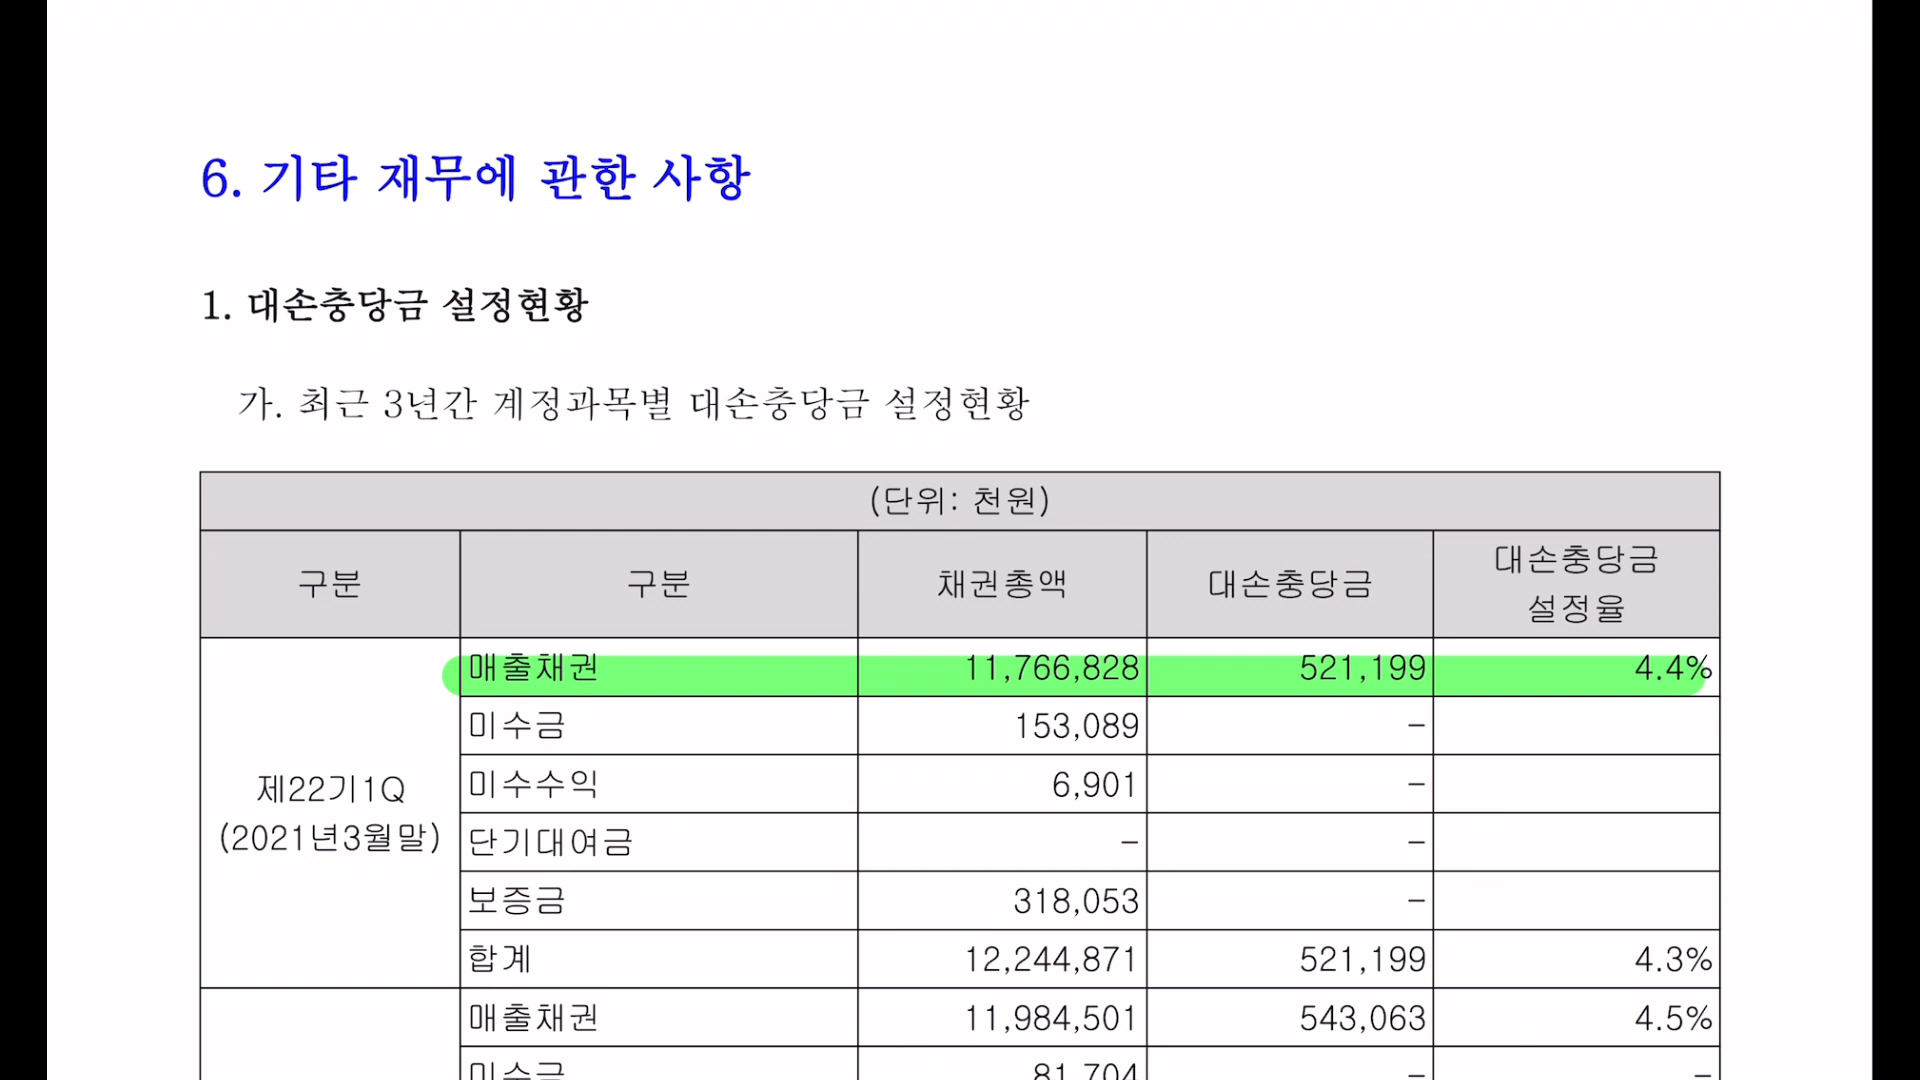 6. 기타 재무에 관한 사항
1. 대손충당금 설정현황
가. 최근 3년간 계정과목별 대손충당금 설정현황
(단위: 천원)
구분 구분 채권총액 대손충당금 대손충당금
설정율
매출채권 11,766,828 521,199 4.4%
미수금 153,089 –
제22기1Q
(2021년3월말)
미수수익 6,901 –
단기대여금 – –
보증금 318,053 –
합계 12,244,871 521,199 4.3%
매출채권 11,984,501 543,063 4.5%
미수금 81,704 – –